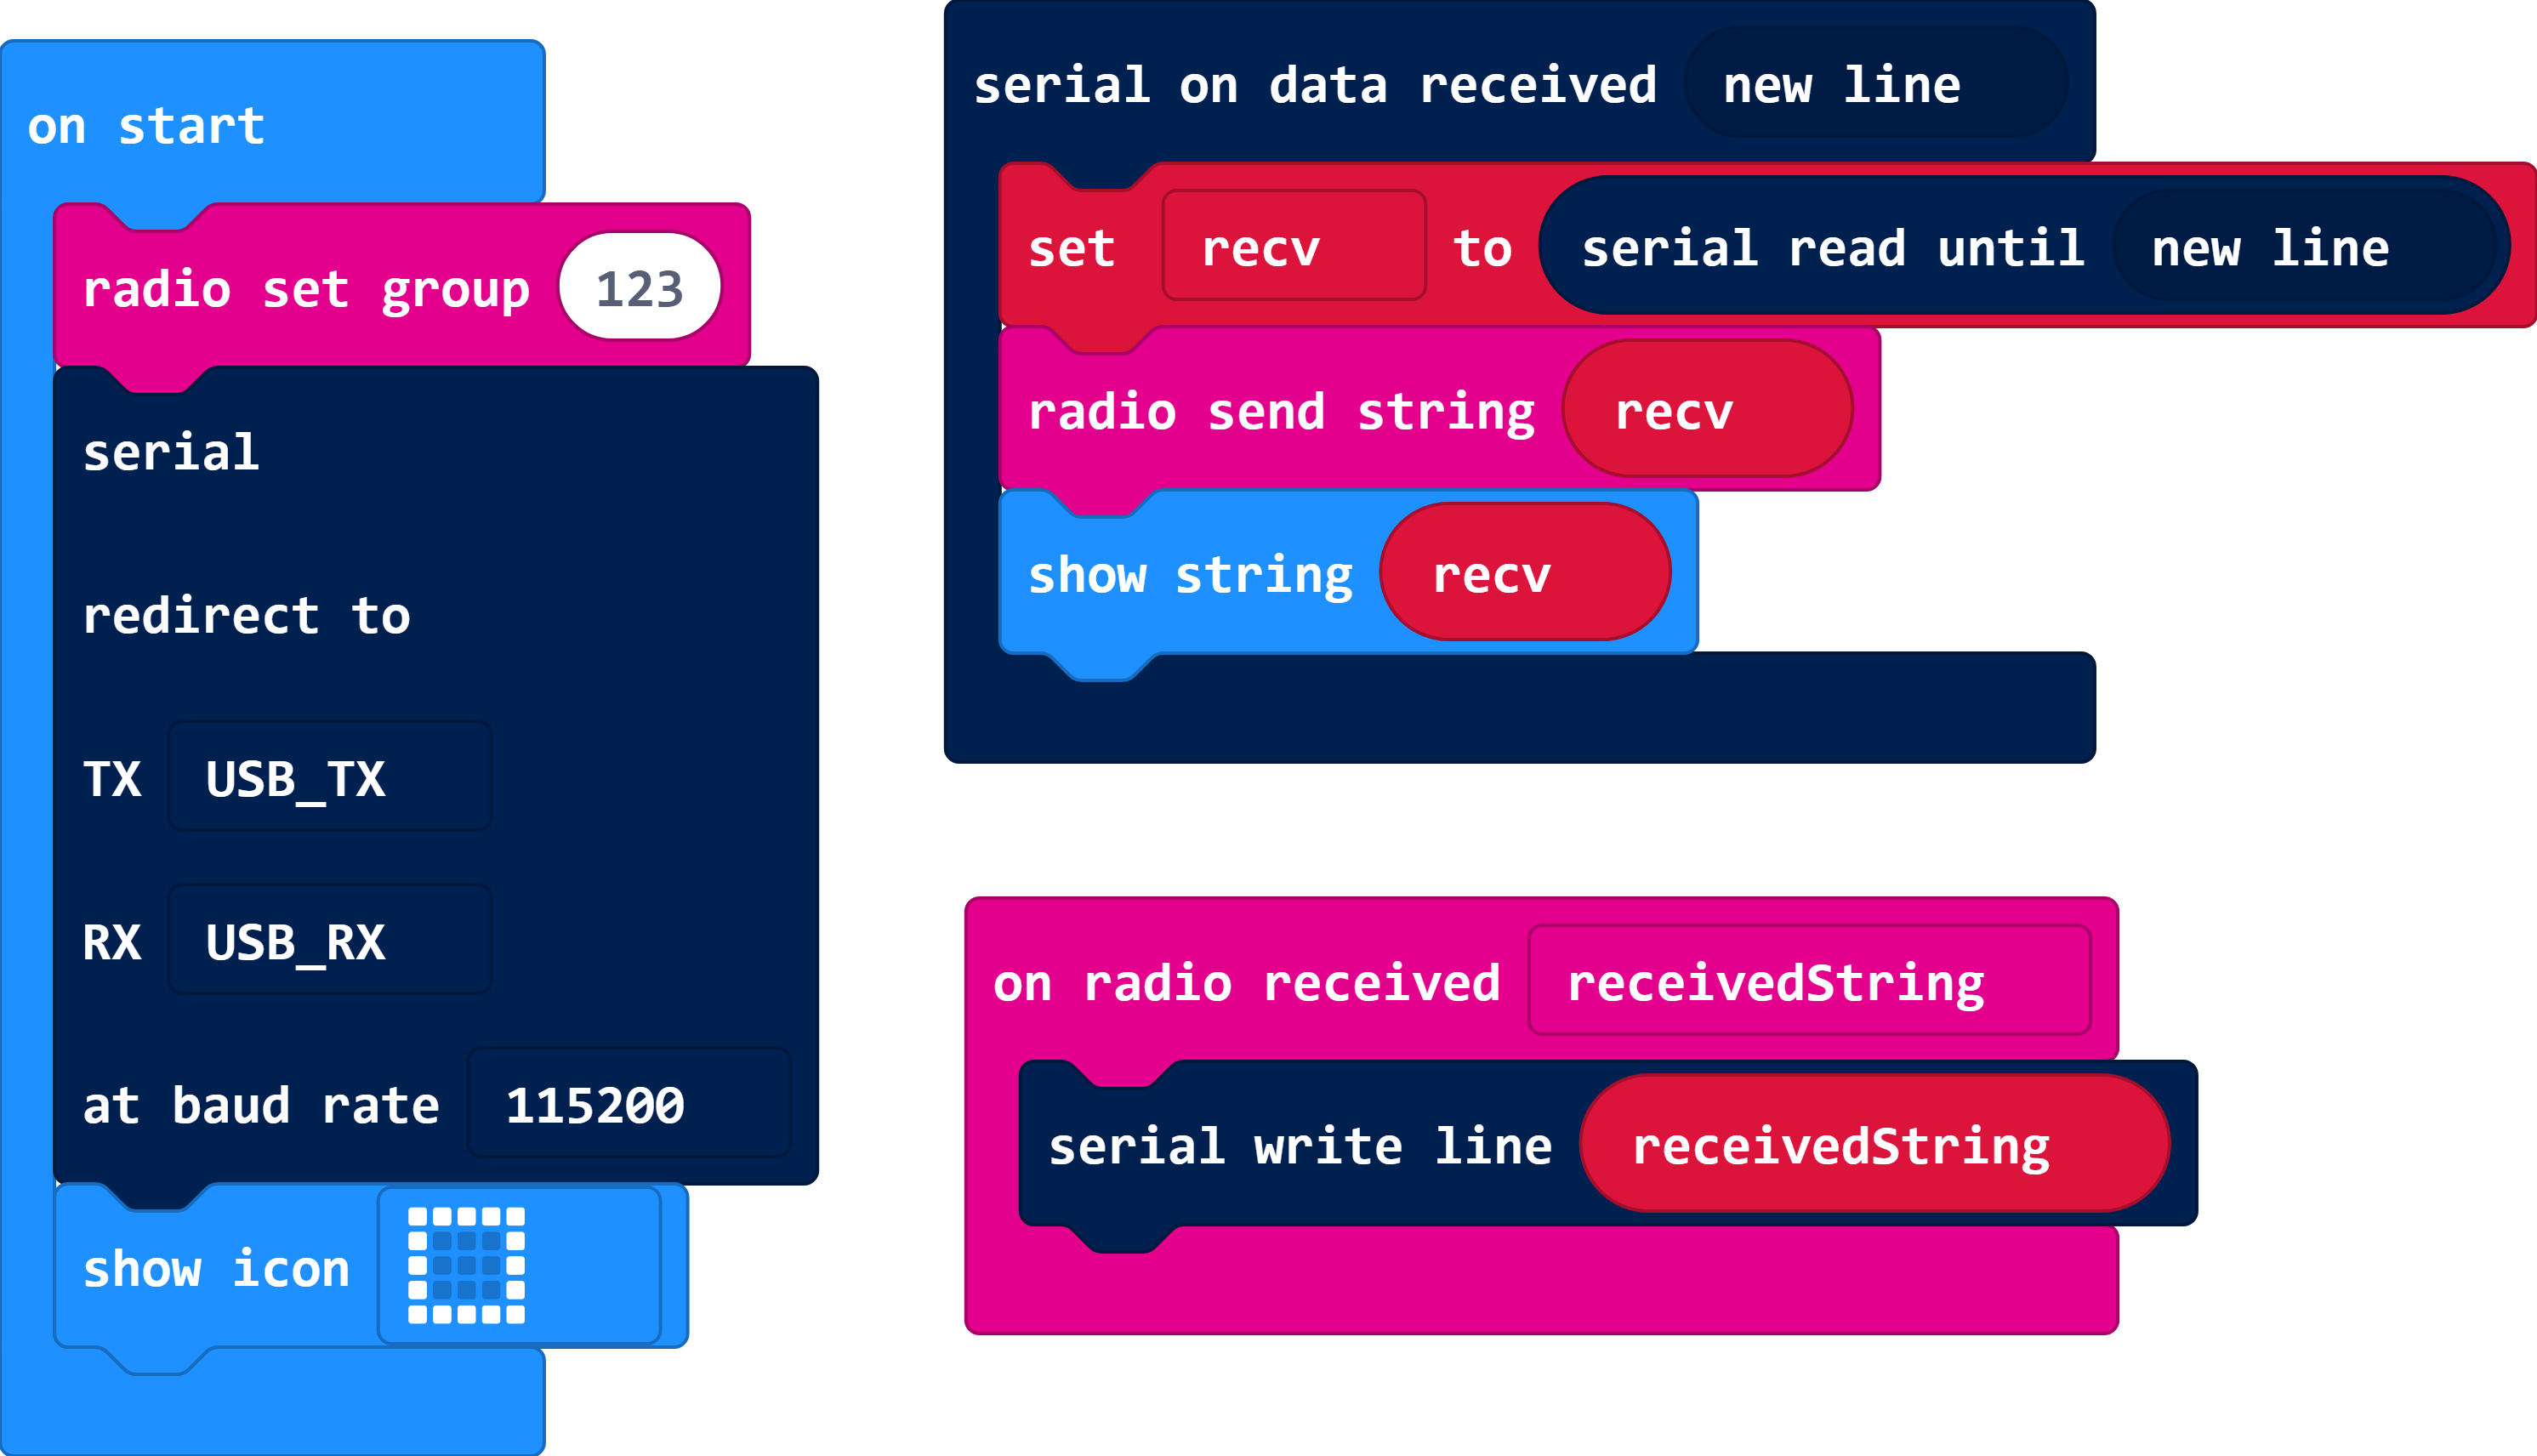 on start
radio set group 123
serial
redirect to
TX USB_TX
RX USB_RX
at baud rate 115200
show icon
serial on data received new line
set recv to serial read until new line
radio send string recv
show string recv
on radio received receivedString
serial write line receivedString